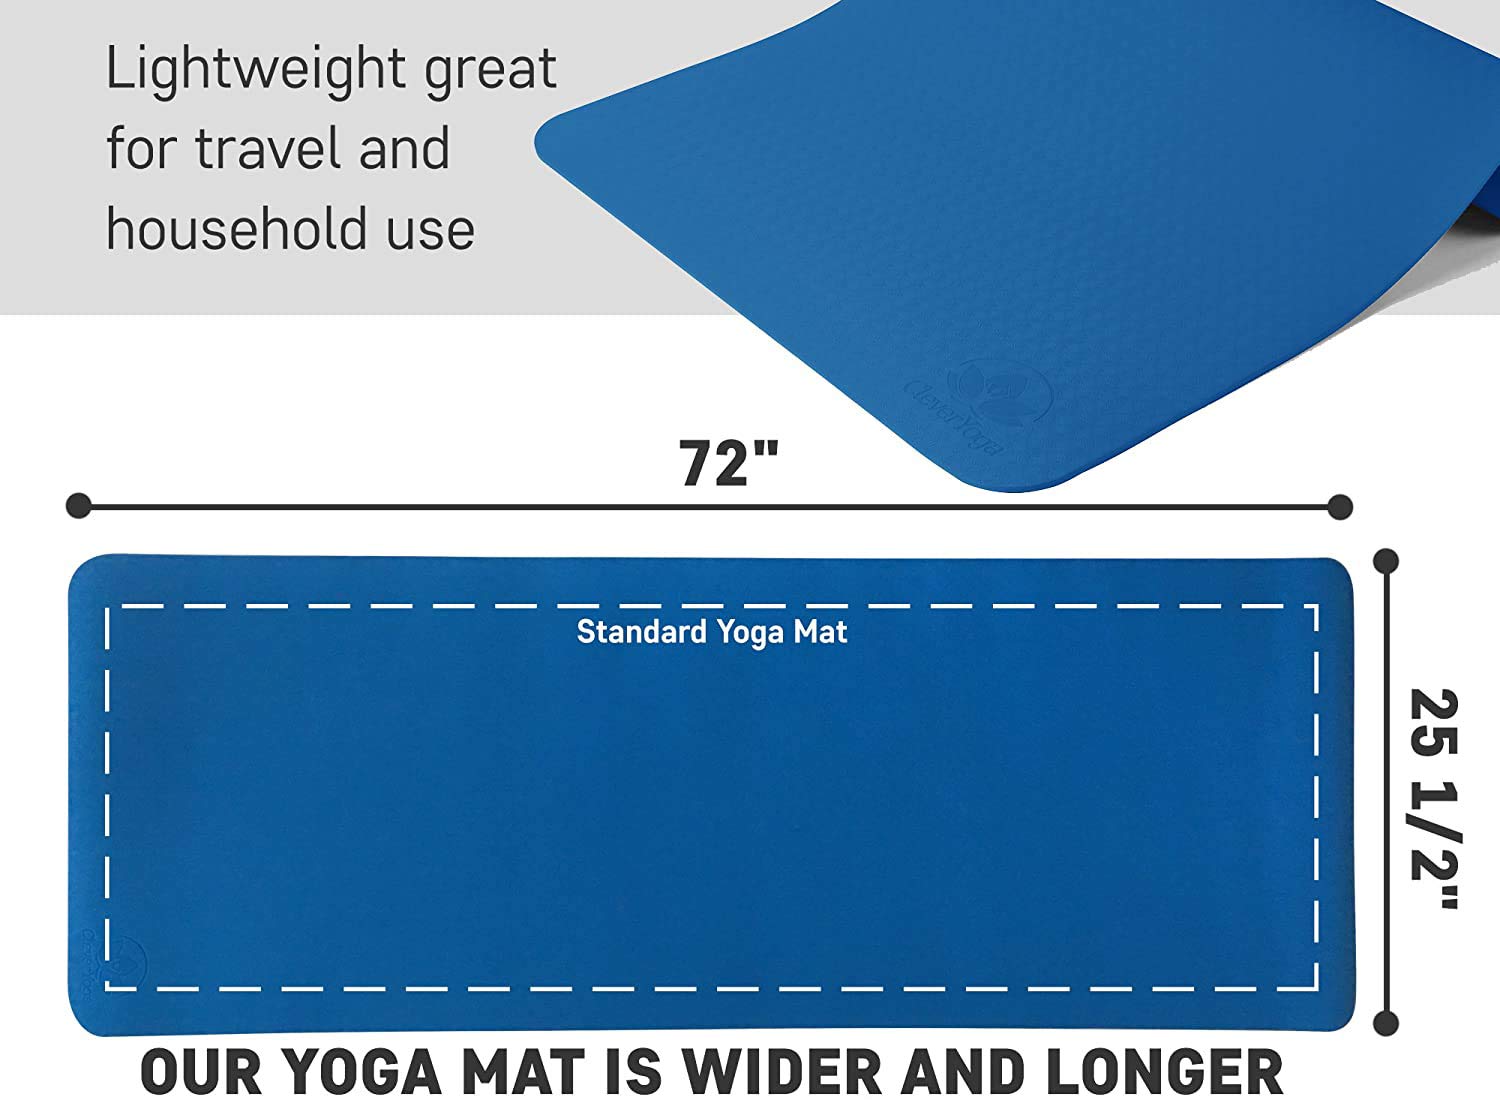 Lightweight great
for travel and
household use
CleverYoga
72"
Standard Yoga Mat
25 1/2"
CleverYoga
OUR YOGA MAT IS WIDER AND LONGER